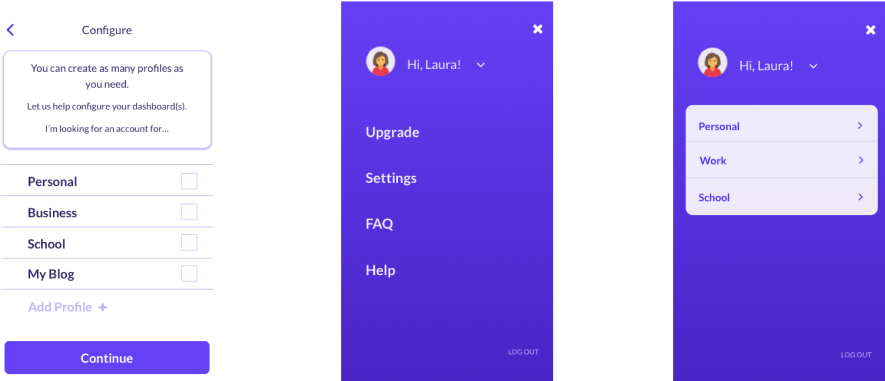 Configure
You can create as many profiles as
you need.
Let us help configure your dashboard(s).
I'm looking for an account for...
Personal
Business
School
My Blog
Add Profile +
Continue
Hi, Laura!
Upgrade
Settings
FAQ
Help
LOG OUT
Hi, Laura!
Personal
Work
School
LOG OUT